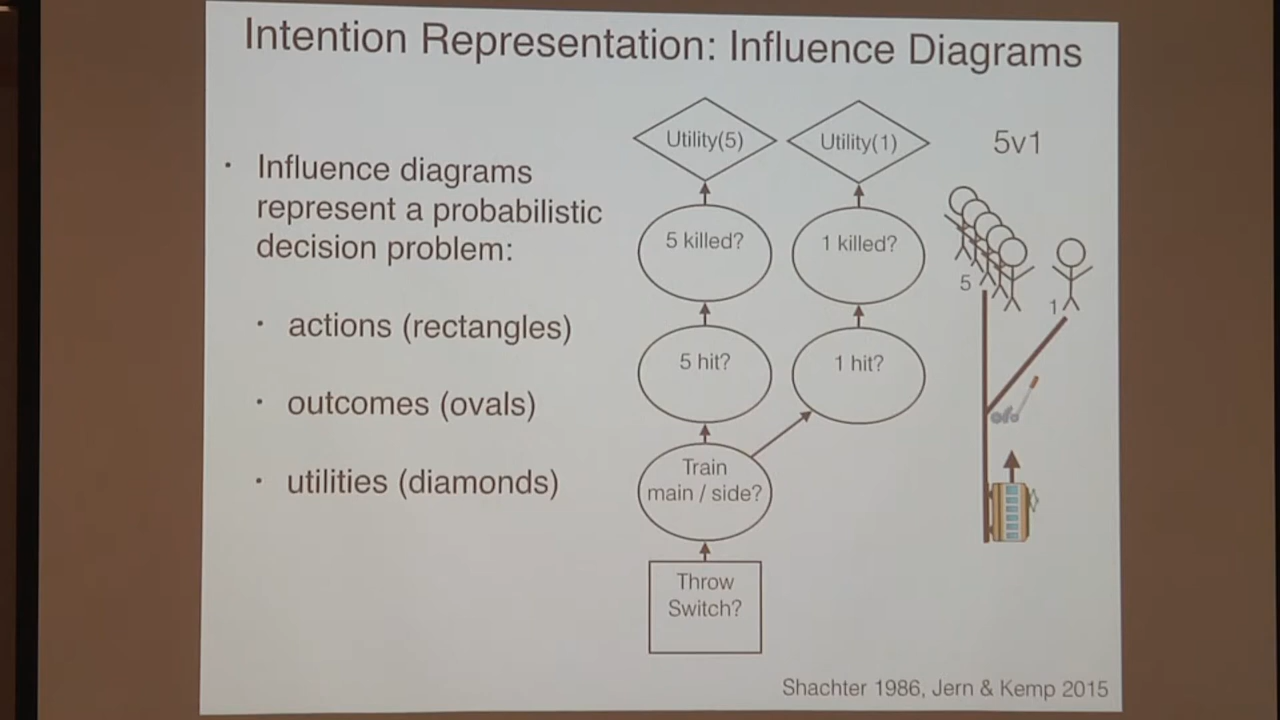 Intention Representation: Influence Diagrams
· Influence diagrams
represent a probabilistic
decision problem:
· actions (rectangles)
· outcomes (ovals)
· utilities (diamonds)
Utility(5)
Utility(1)
5 killed?
1 killed?
5 hit?
1 hit?
Train
main / side?
Throw
Switch?
5v1
5
1
Shachter 1986, Jern & Kemp 2015